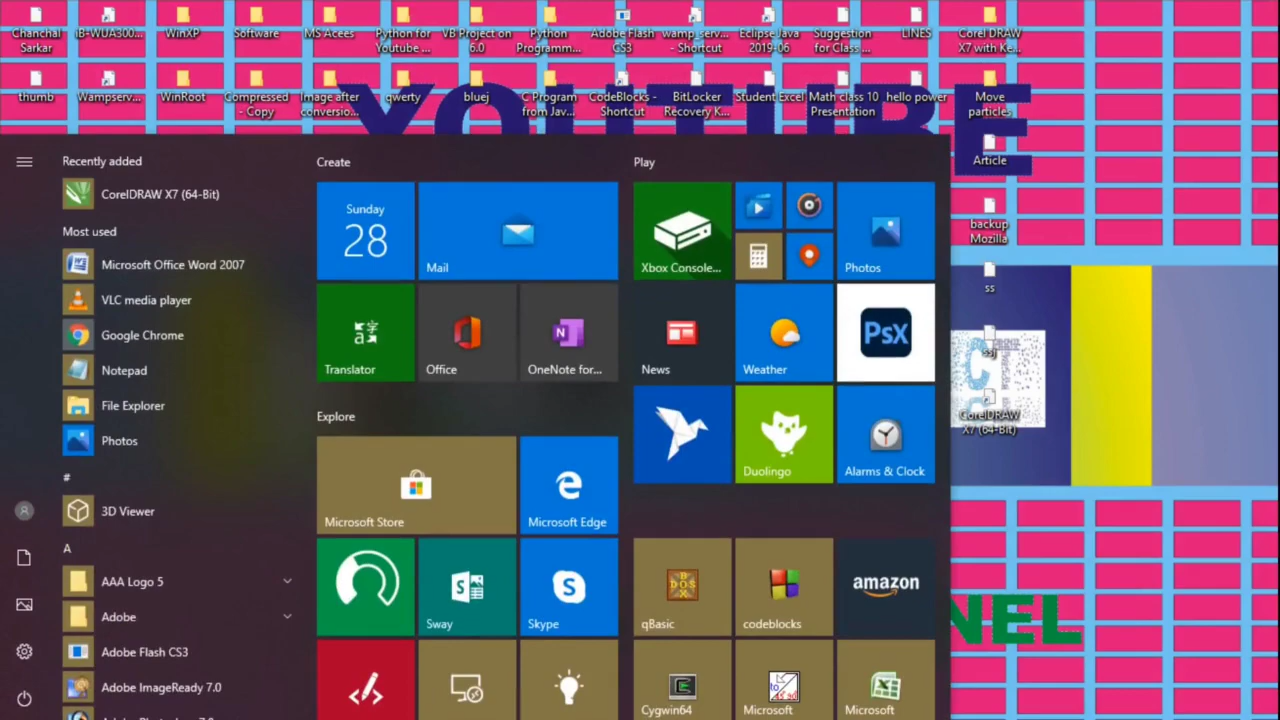 Chanchal
Sarkar
iB-WUA300...
WinXP
Software
MS Acees
Python for
Youtube ...
VB Project on
6.0
Python
Programm...
Adobe Flash
CS3
wamp_serv...
- Shortcut
Eclipse Java
2019-06
Suggestion
for Class ...
LINES
Corel DRAW
X7 with Ke...
thumb
Wampserv...
WinRoot
Compressed
- Copy
Image after
conversio...
qwerty
bluej
C Program
from Jav...
CodeBlocks -
Shortcut
BitLocker
Recovery K...
Student Excel
Math class 10
Presentation
hello power
Move
particles
YOUTUBE
Article
backup
Mozilla
ss
ssj
CorelDRAW
X7 (64-Bit)
NEL
Recently added
CorelDRAW X7 (64-Bit)
Most used
Microsoft Office Word 2007
VLC media player
Google Chrome
Notepad
File Explorer
Photos
#
3D Viewer
A
AAA Logo 5
Adobe
Adobe Flash CS3
Adobe ImageReady 7.0
Create
Sunday
28
Mail
Translator
Office
OneNote for...
Explore
Microsoft Store
Microsoft Edge
Sway
Skype
Play
Xbox Console...
Photos
News
Weather
PsX
Duolingo
Alarms & Clock
qBasic
codeblocks
amazon
Cygwin64
Microsoft
Microsoft